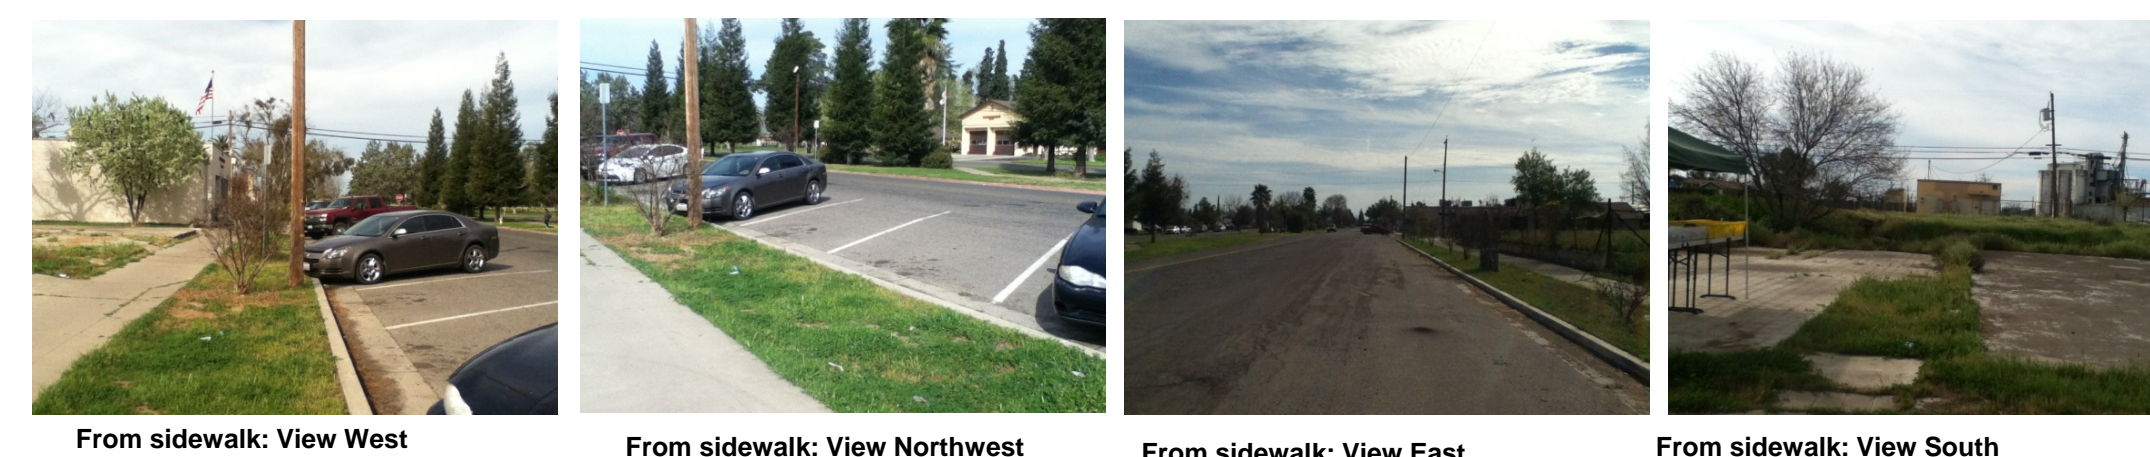 From sidewalk: View West
From sidewalk: View Northwest
From sidewalk: View East
From sidewalk: View South